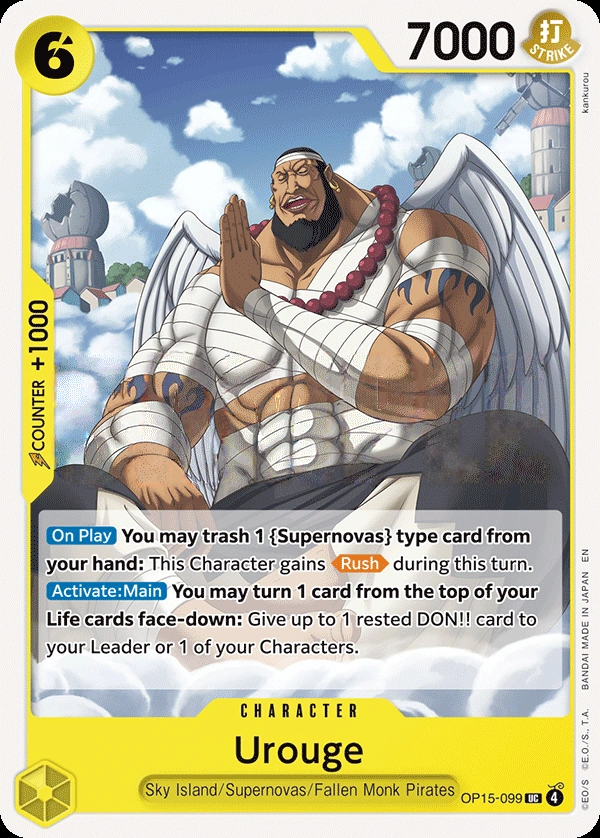 6
7000
打
STRIKE
kankurou
COUNTER +1000
On Play You may trash 1 {Supernovas} type card from
your hand: This Character gains Rush during this turn.
Activate:Main You may turn 1 card from the top of your
Life cards face-down: Give up to 1 rested DON!! card to
your Leader or 1 of your Characters.
CHARACTER
Urouge
Sky Island/Supernovas/Fallen Monk Pirates
OP15-099 UC 4
©E.O/S ©E.O./S., T.A. BANDAI MADE IN JAPAN EN